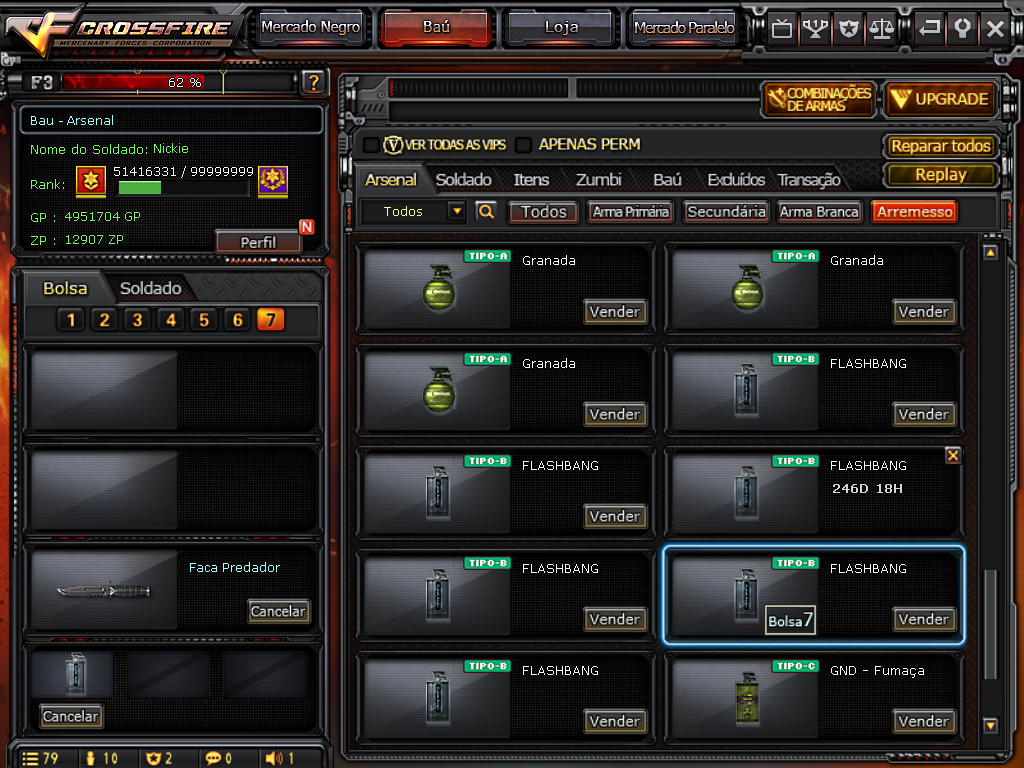 CROSSFIRE
MERCENARY FORCES CORPORATION
Mercado Negro
Baú
Loja
Mercado Paralelo
F3
62 %
?
Bau - Arsenal
Nome do Soldado: Nickie
Rank:
51416331 / 99999999
GP : 4951704 GP
ZP : 12907 ZP
N
Perfil
Bolsa
Soldado
1 2 3 4 5 6 7
Faca Predador
Cancelar
Cancelar
79
10
2
0
1
COMBINAÇÕES
DE ARMAS
UPGRADE
V VER TODAS AS VIPS
APENAS PERM
Reparar todos
Replay
Arsenal
Soldado
Itens
Zumbi
Baú
Excluídos
Transação
Todos
Todos
Arma Primária
Secundária
Arma Branca
Arremesso
TIPO-A
Granada
Vender
TIPO-A
Granada
Vender
TIPO-A
Granada
Vender
TIPO-B
FLASHBANG
Vender
TIPO-B
FLASHBANG
Vender
TIPO-B
FLASHBANG
246D 18H
TIPO-B
FLASHBANG
Vender
TIPO-B
FLASHBANG
Bolsa7
Vender
TIPO-B
FLASHBANG
Vender
TIPO-C
GND - Fumaça
Vender